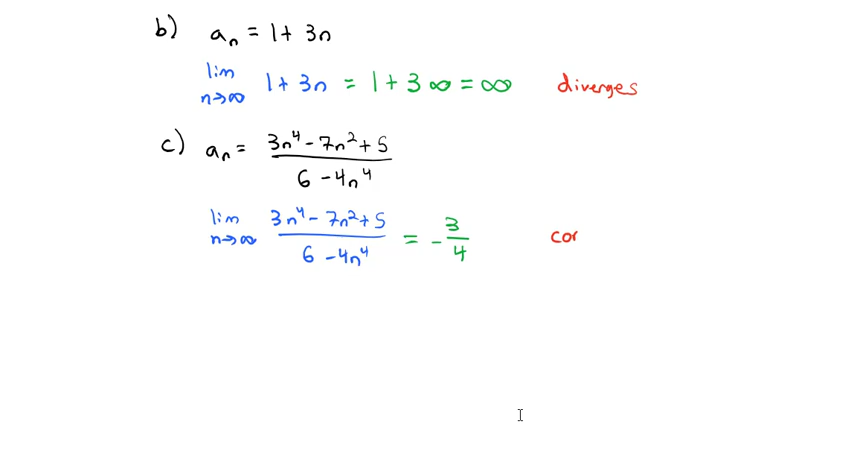 b) aₙ = 1 + 3n
lim n→∞ 1 + 3n = 1 + 3 ∞ = ∞ diverges
c) aₙ = (3n⁴ - 7n² + 5) / (6 - 4n⁴)
lim n→∞ (3n⁴ - 7n² + 5) / (6 - 4n⁴) = - 3/4 cor